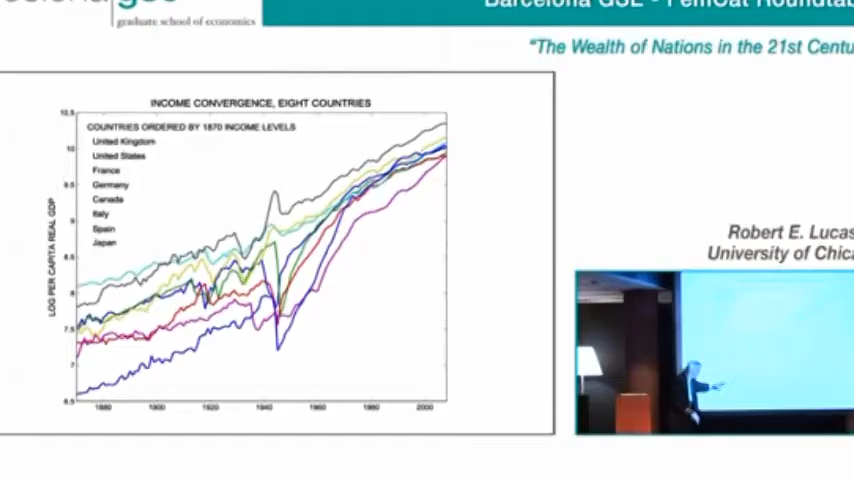 graduate school of economics
Barcelona GSE - FemCat Roundtab
"The Wealth of Nations in the 21st Centu
INCOME CONVERGENCE, EIGHT COUNTRIES
COUNTRIES ORDERED BY 1870 INCOME LEVELS
United Kingdom
United States
France
Germany
Canada
Italy
Spain
Japan
LOG PER CAPITA REAL GDP
10.5
10
9.5
9
8.5
8
7.5
7
6.5
1880 1900 1920 1940 1960 1980 2000
Robert E. Lucas
University of Chica